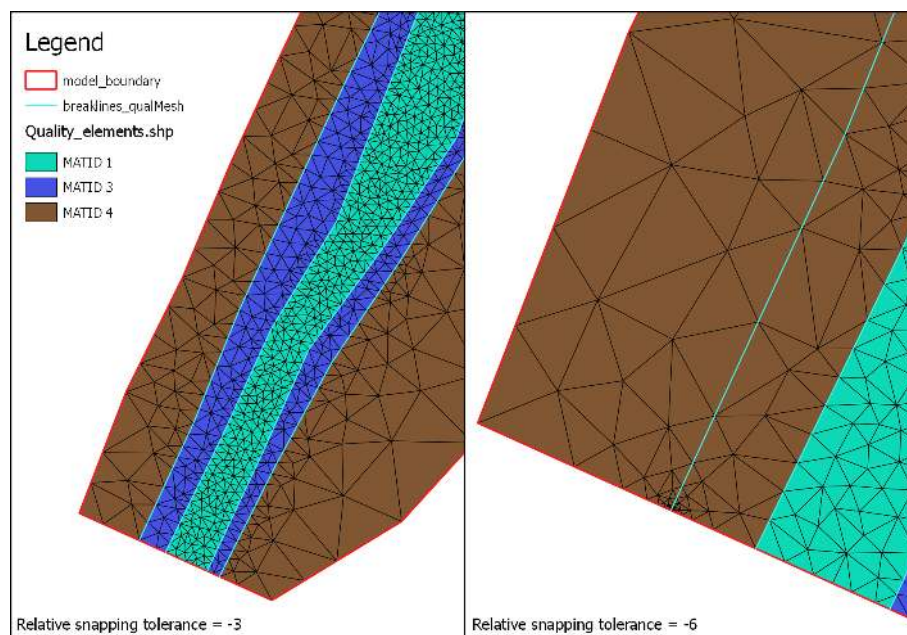 Legend
model_boundary
breaklines_qualMesh
Quality_elements.shp
MATID 1
MATID 3
MATID 4
Relative snapping tolerance = -3
Relative snapping tolerance = -6